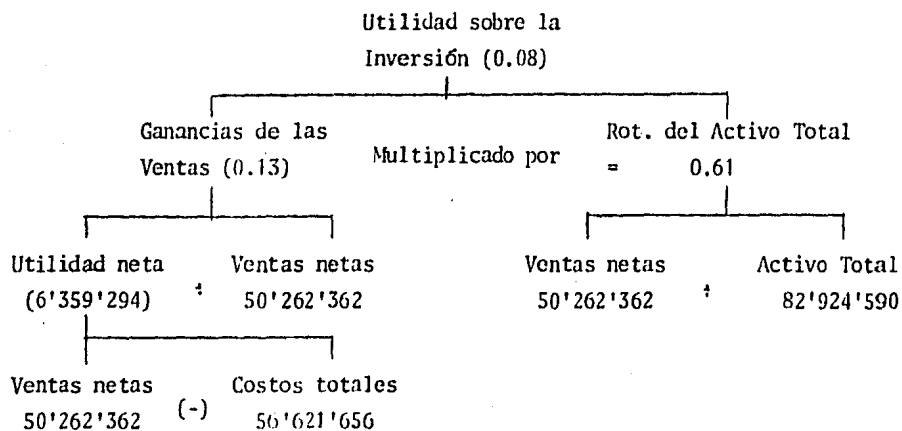 Utilidad sobre la
Inversión (0.08)
Ganancias de las
Ventas (0.13)
Multiplicado por
Rot. del Activo Total
= 0.61
Utilidad neta
(6'359'294)
÷
Ventas netas
50'262'362
Ventas netas
50'262'362
÷
Activo Total
82'924'590
Ventas netas
50'262'362
(-)
Costos totales
56'621'656